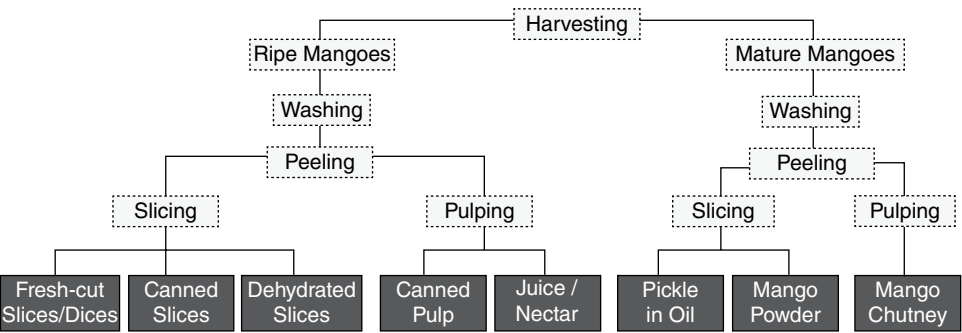 Harvesting
Ripe Mangoes
Mature Mangoes
Washing
Washing
Peeling
Peeling
Slicing
Pulping
Slicing
Pulping
Fresh-cut
Slices/Dices
Canned
Slices
Dehydrated
Slices
Canned
Pulp
Juice /
Nectar
Pickle
in Oil
Mango
Powder
Mango
Chutney